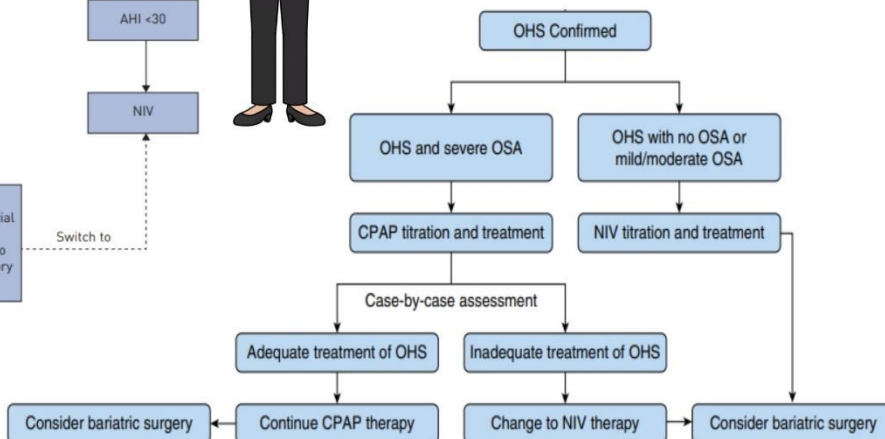 AHI <30
NIV
ial
o
ry
Switch to
OHS Confirmed
OHS and severe OSA
OHS with no OSA or
mild/moderate OSA
CPAP titration and treatment
NIV titration and treatment
Case-by-case assessment
Adequate treatment of OHS
Inadequate treatment of OHS
Consider bariatric surgery
Continue CPAP therapy
Change to NIV therapy
Consider bariatric surgery